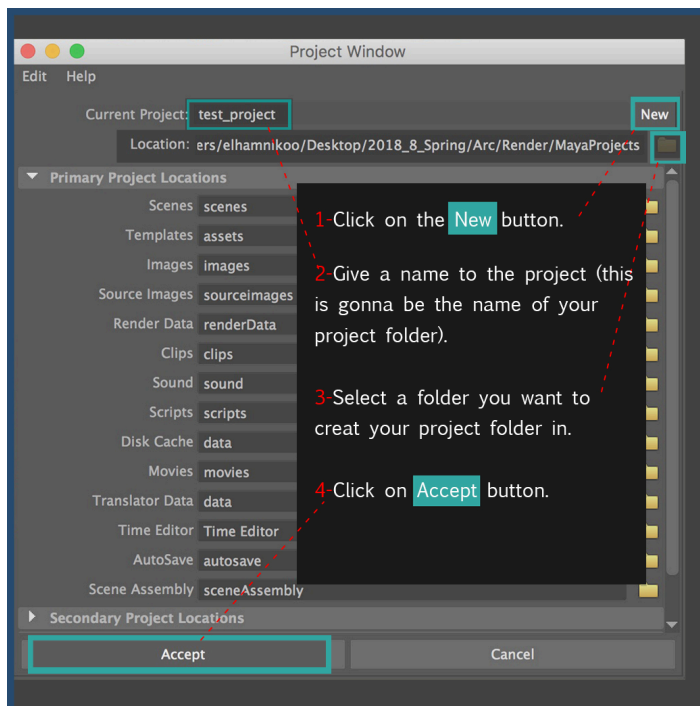 Project Window
Edit Help
Current Project: test_project New
Location: ers/elhamnikoo/Desktop/2018_8_Spring/Arc/Render/MayaProjects
Primary Project Locations
Scenes scenes
Templates assets
Images images
Source Images sourceimages
Render Data renderData
Clips clips
Sound sound
Scripts scripts
Disk Cache data
Movies movies
Translator Data data
Time Editor Time Editor
AutoSave autosave
Scene Assembly sceneAssembly
Secondary Project Locations
Accept Cancel
1-Click on the New button.
2-Give a name to the project (this
is gonna be the name of your
project folder).
3-Select a folder you want to
creat your project folder in.
4-Click on Accept button.